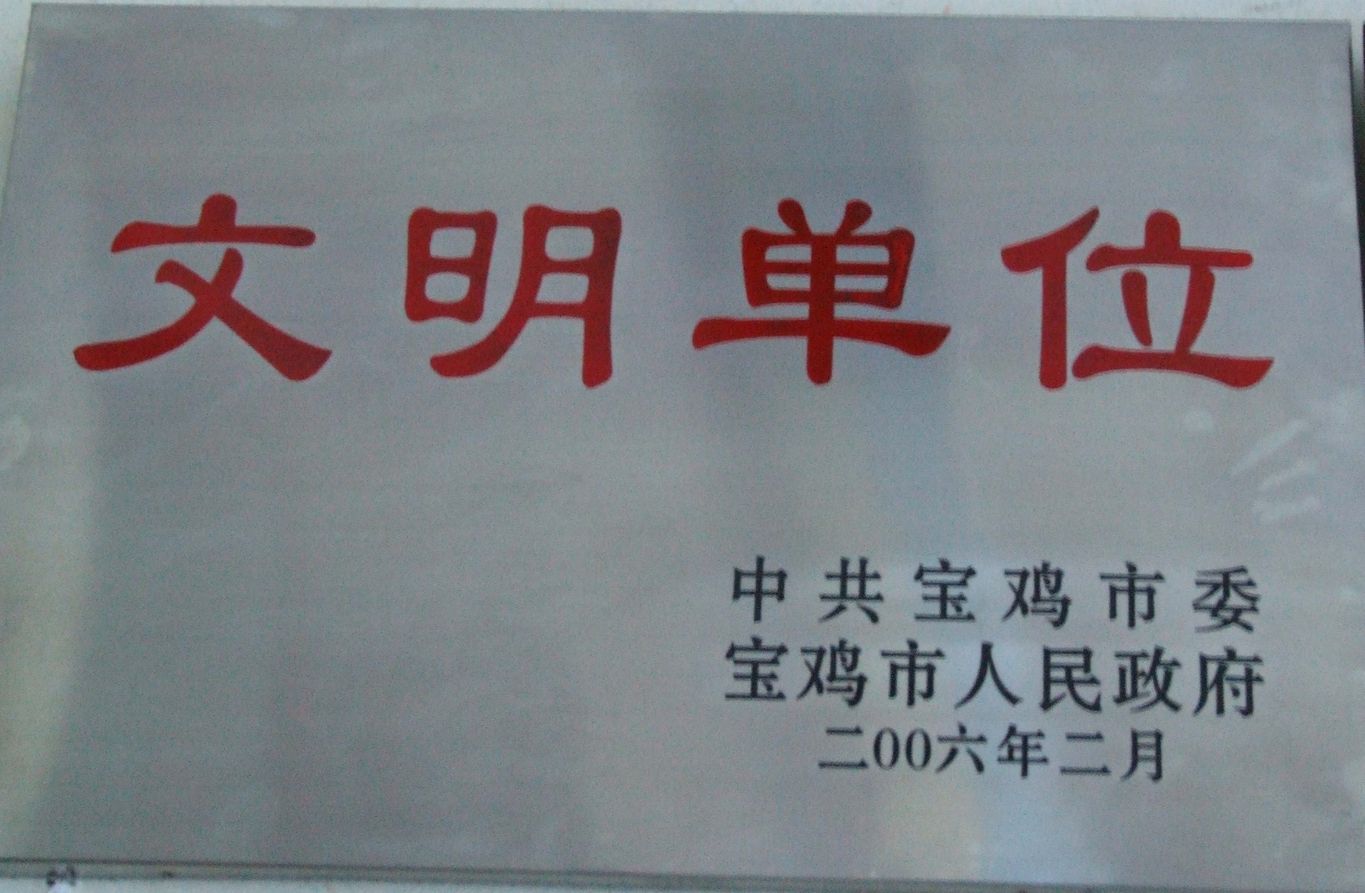 文明单位
中共宝鸡市委
宝鸡市人民政府
二00六年二月